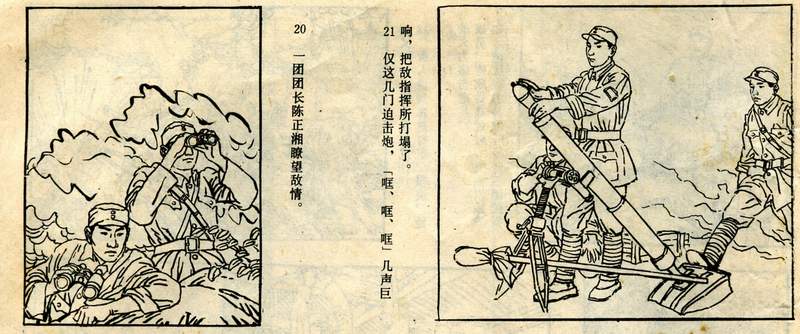 20 一团团长陈正湘瞭望敌情。
21 仅这几门迫击炮，「哐、哐、哐」几声巨
响，把敌指挥所打塌了。